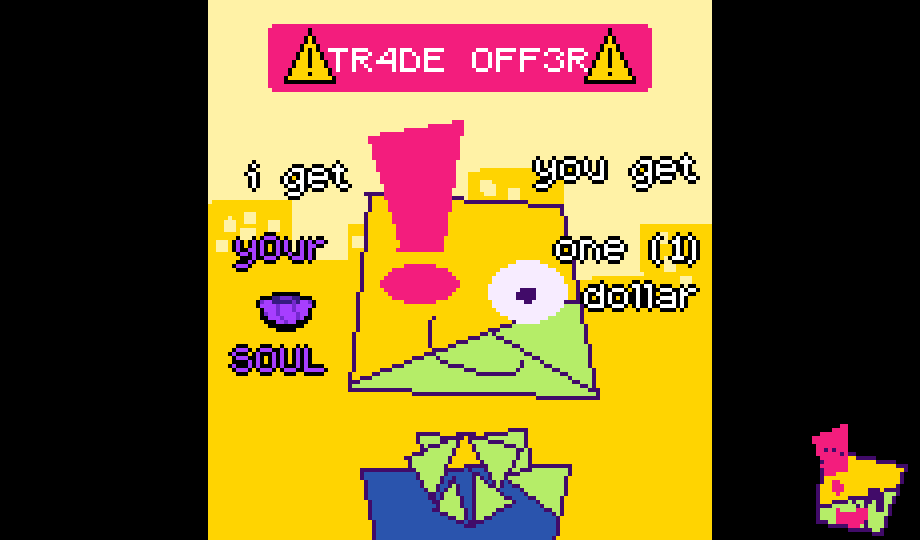 TR4DE OFF3R
i get
your
SOUL
you get
one (1)
dollar